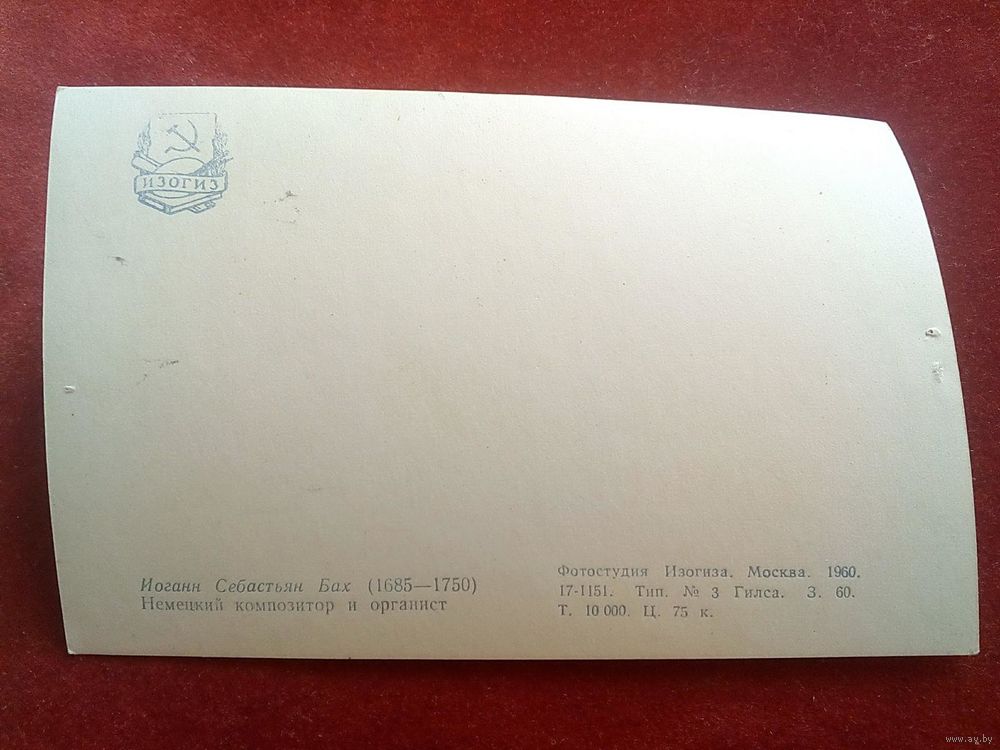 ИЗОГИЗ
Иоганн Себастьян Бах (1685—1750)
Немецкий композитор и органист
Фотостудия Изогиза. Москва. 1960.
17-1151. Тип. № 3 Гилса. З. 60.
Т. 10 000. Ц. 75 к.
www.ay.by